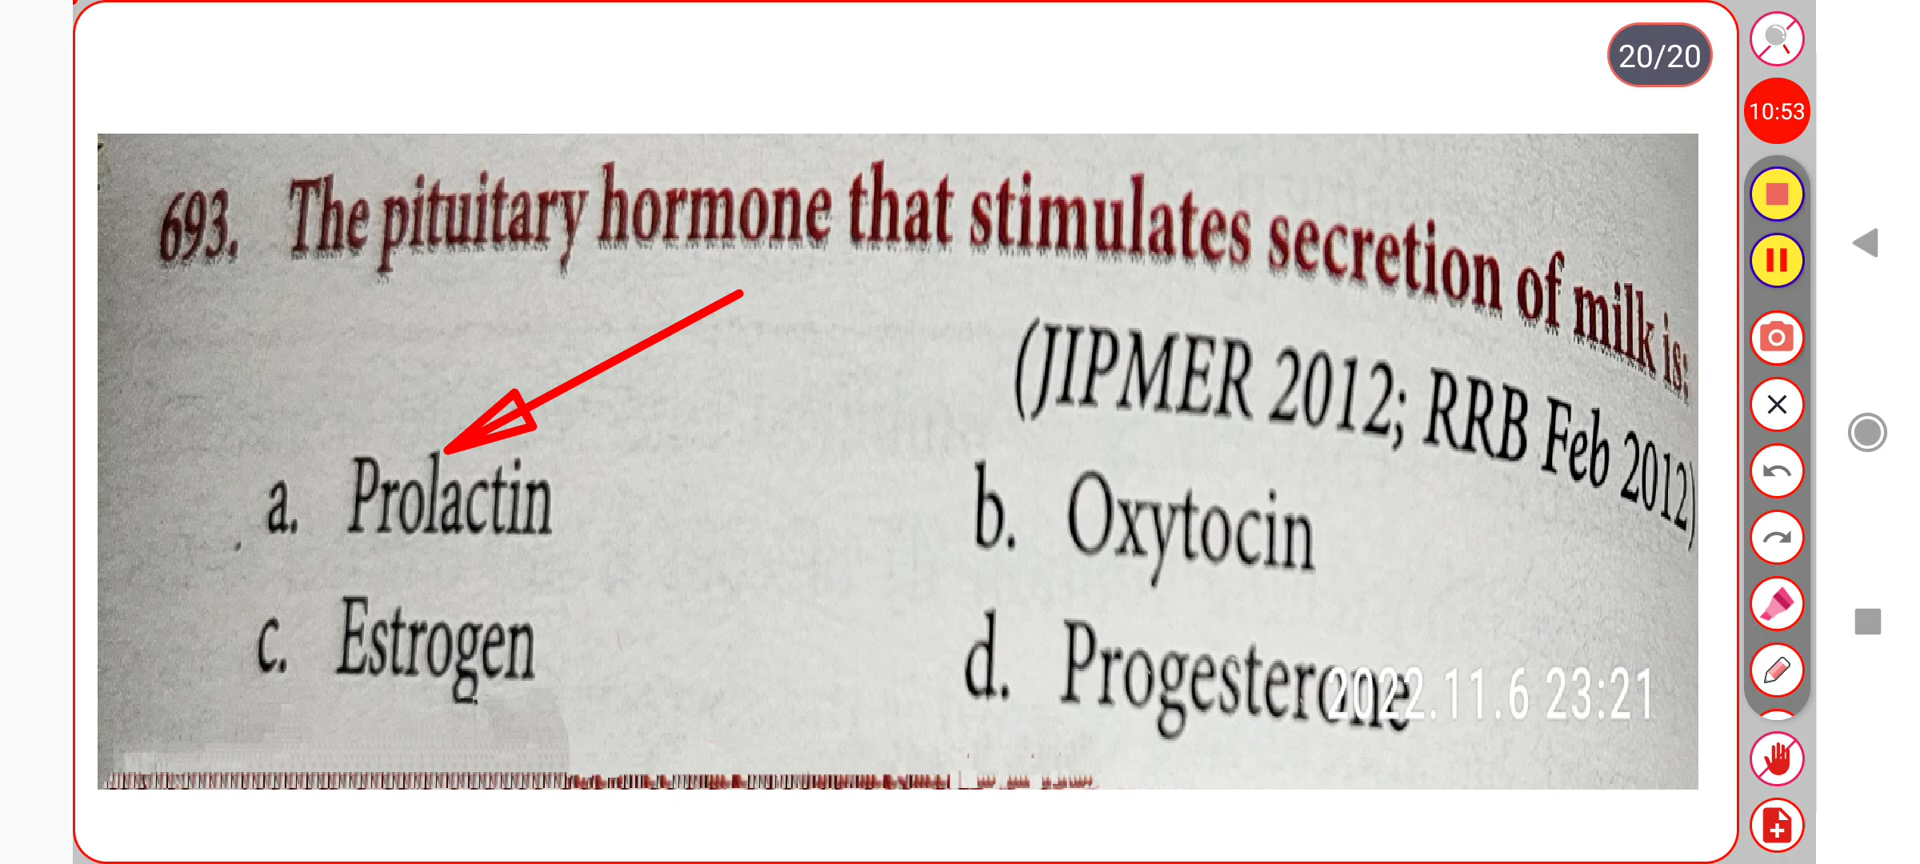 20/20
10:53
693. The pituitary hormone that stimulates secretion of milk is:
(JIPMER 2012; RRB Feb 2012)
a. Prolactin
b. Oxytocin
c. Estrogen
d. Progesterone
2022.11.6 23:21